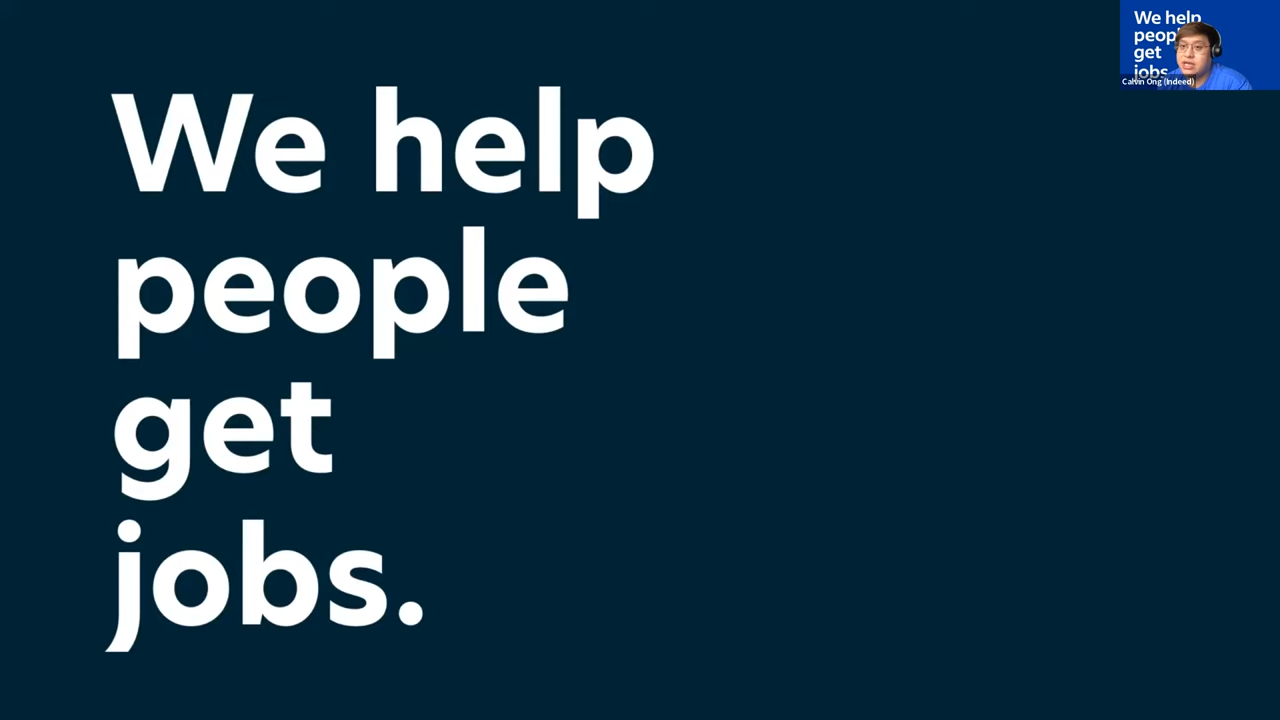 We help
people
get
jobs.
We help
peop
get
jobs
Calvin Ong (Indeed)